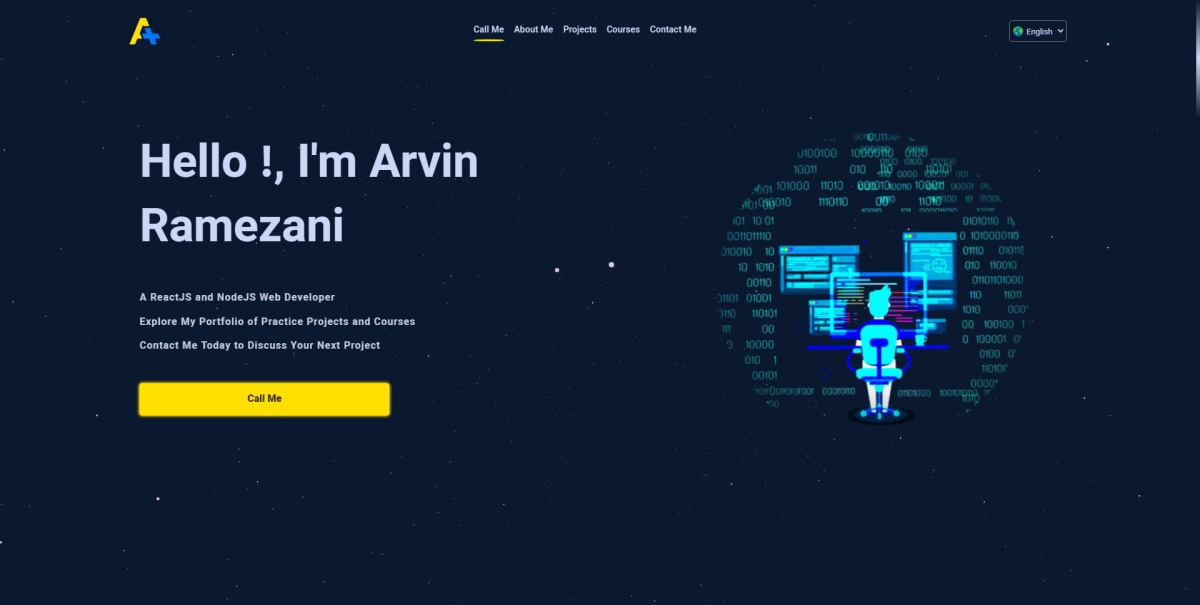 Call Me
About Me
Projects
Courses
Contact Me
English
Hello !, I'm Arvin
Ramezani
A ReactJS and NodeJS Web Developer
Explore My Portfolio of Practice Projects and Courses
Contact Me Today to Discuss Your Next Project
Call Me